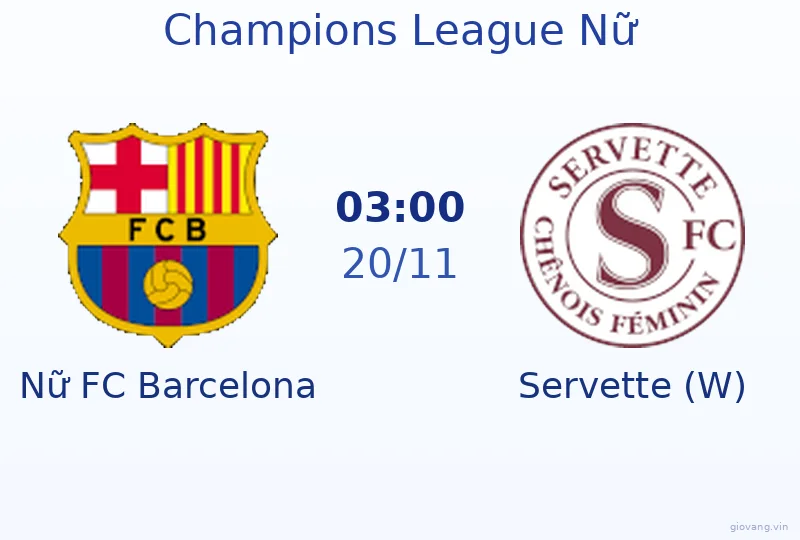 Champions League Nữ
FCB
SERVETTE
FC
CHÊNOIS FÉMININ
S
03:00
20/11
Nữ FC Barcelona
Servette (W)
giovang.vin